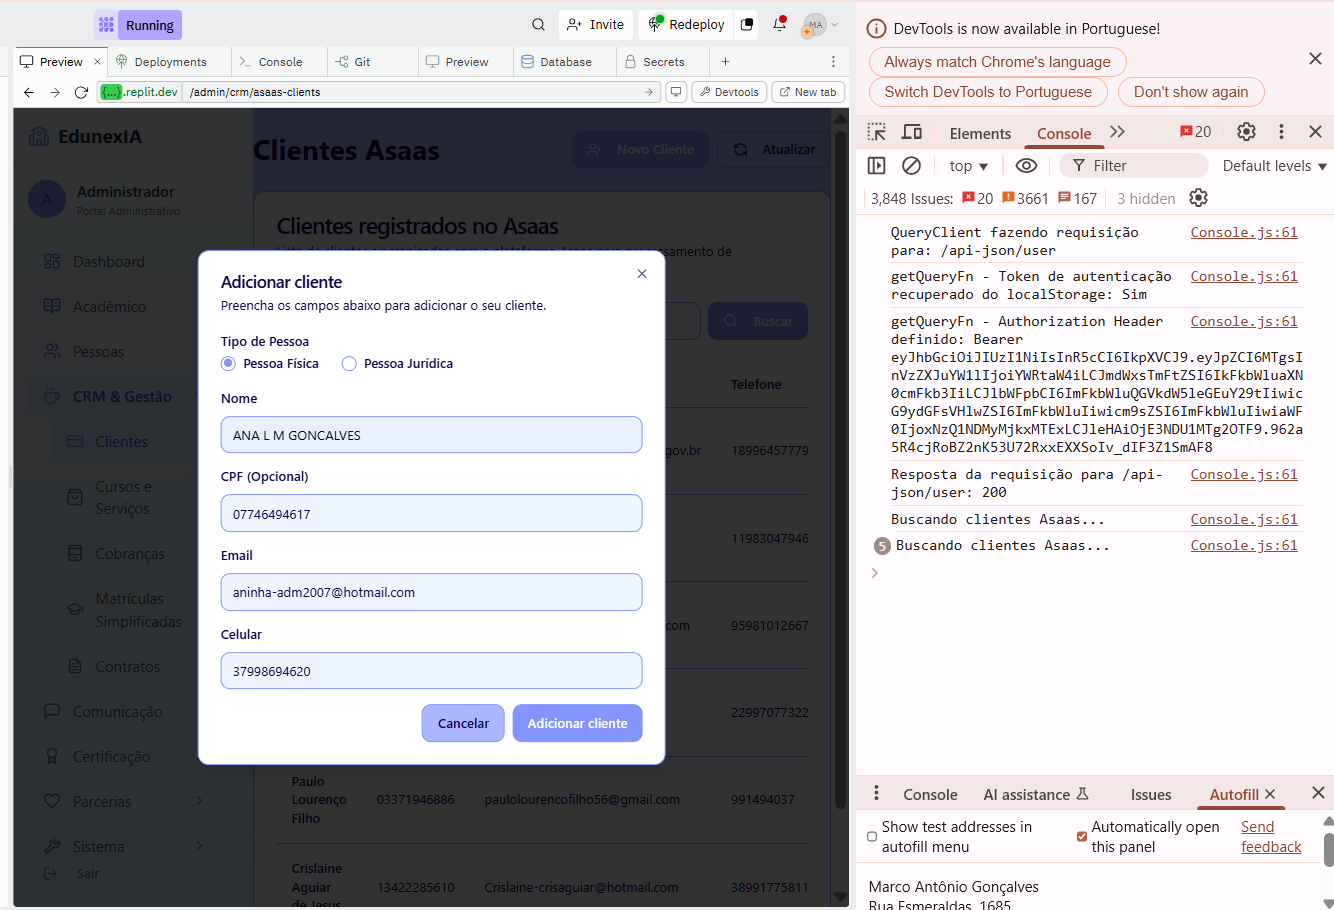 Running
Invite
Redeploy
MA
Preview
Deployments
Console
Git
Preview
Database
Secrets
{...}.replit.dev
/admin/crm/asaas-clients
Devtools
New tab
EdunexIA
A
Administrador
Portal Administrativo
Dashboard
Acadêmico
Pessoas
CRM & Gestão
Clientes
Cursos e
Serviços
Cobranças
Matrículas
Simplificadas
Contratos
Comunicação
Certificação
Parcerias
Sistema
Sair
Clientes Asaas
Novo Cliente
Atualizar
Clientes registrados no Asaas
Buscar
Telefone
gov.br
18996457779
11983047946
com
95981012667
22997077322
Paulo
Lourenço
Filho
03371946886
paulolourencofilho56@gmail.com
991494037
Crislaine
Aguiar
de Jesus
13422285610
Crislaine-crisaguiar@hotmail.com
38991775811
Adicionar cliente
Preencha os campos abaixo para adicionar o seu cliente.
Tipo de Pessoa
Pessoa Física
Pessoa Jurídica
Nome
ANA L M GONCALVES
CPF (Opcional)
07746494617
Email
aninha-adm2007@hotmail.com
Celular
37998694620
Cancelar
Adicionar cliente
DevTools is now available in Portuguese!
Always match Chrome's language
Switch DevTools to Portuguese
Don't show again
Elements
Console
20
top
Filter
Default levels
3,848 Issues:
20
3661
167
3 hidden
QueryClient fazendo requisição
para: /api-json/user
Console.js:61
getQueryFn - Token de autenticação
recuperado do localStorage: Sim
Console.js:61
getQueryFn - Authorization Header
definido: Bearer
Console.js:61
eyJhbGciOiJIUzI1NiIsInR5cCI6IkpXVCJ9.eyJpZCI6MTgsI
nVzZXJuYW1lIjoiYWRtaW4iLCJmdWxsTmFtZSI6IkFkbWluaXN
0cmFkb3IiLCJlbWFpbCI6ImFkbWluQGVkdW5leGEuY29tIiwic
G9ydGFsVHlwZSI6ImFkbWluIiwicm9sZSI6ImFkbWluIiwiaWF
0IjoxNzQ1NDMyMjkxMTExLCJleHAiOjE3NDU1MTg2OTF9.962a
5R4cjRoBZ2nK53U72RxxEXXSoIv_dIF3Z1SmAF8
Resposta da requisição para /api-
json/user: 200
Console.js:61
Buscando clientes Asaas...
Console.js:61
5
Buscando clientes Asaas...
Console.js:61
Console
AI assistance
Issues
Autofill
Show test addresses in
autofill menu
Automatically open
this panel
Send
feedback
Marco Antônio Gonçalves
Rua Esmeraldas, 1685